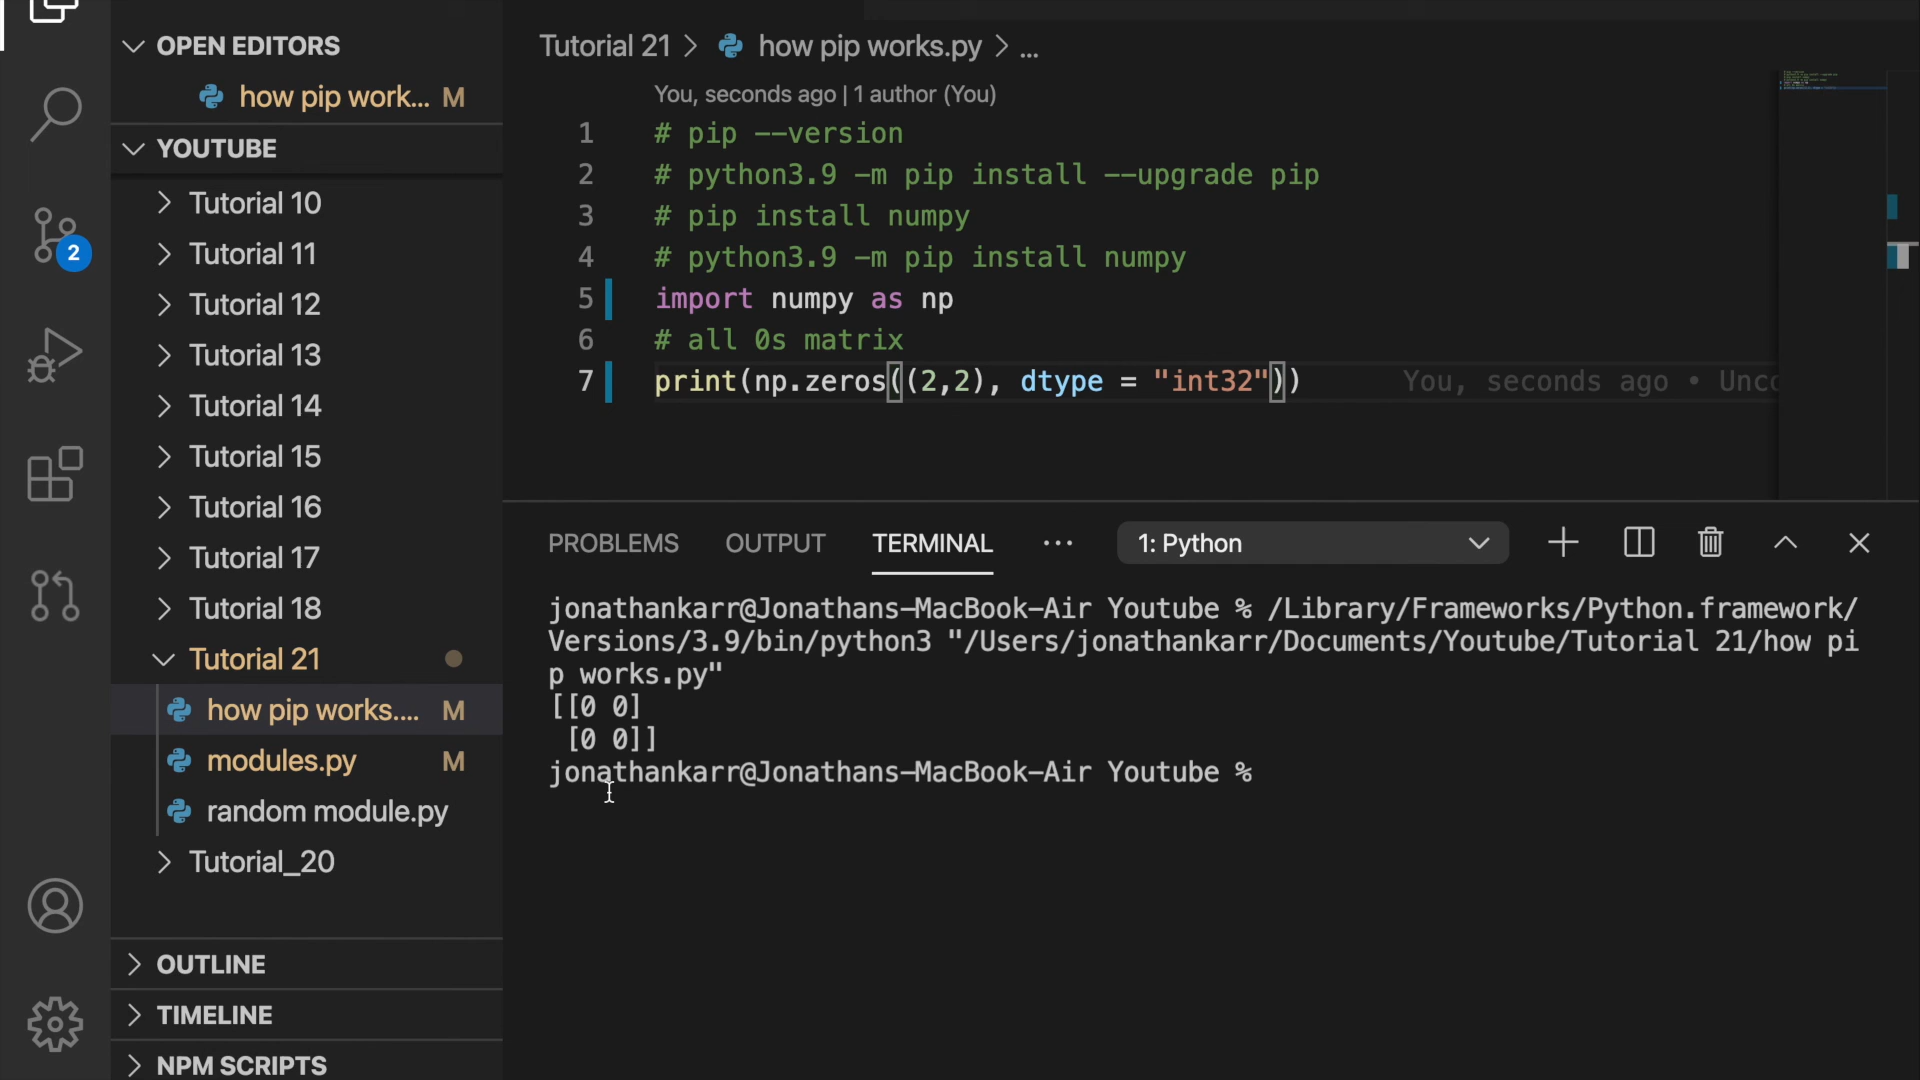 OPEN EDITORS
how pip work... M
YOUTUBE
Tutorial 10
Tutorial 11
Tutorial 12
Tutorial 13
Tutorial 14
Tutorial 15
Tutorial 16
Tutorial 17
Tutorial 18
Tutorial 21
how pip works.... M
modules.py M
random module.py
Tutorial_20
OUTLINE
TIMELINE
NPM SCRIPTS
2
Tutorial 21 > how pip works.py > ...
You, seconds ago | 1 author (You)
1 # pip --version
2 # python3.9 -m pip install --upgrade pip
3 # pip install numpy
4 # python3.9 -m pip install numpy
5 import numpy as np
6 # all 0s matrix
7 print(np.zeros((2,2), dtype = "int32")) You, seconds ago • Unco
PROBLEMS OUTPUT TERMINAL ... 1: Python
jonathankarr@Jonathans-MacBook-Air Youtube % /Library/Frameworks/Python.framework/
Versions/3.9/bin/python3 "/Users/jonathankarr/Documents/Youtube/Tutorial 21/how pi
p works.py"
[[0 0]
[0 0]]
jonathankarr@Jonathans-MacBook-Air Youtube %